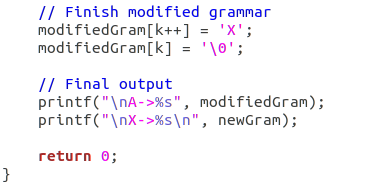 // Finish modified grammar
modifiedGram[k++] = 'X';
modifiedGram[k] = '\0';
// Final output
printf("\nA->%s", modifiedGram);
printf("\nX->%s\n", newGram);
return 0;
}